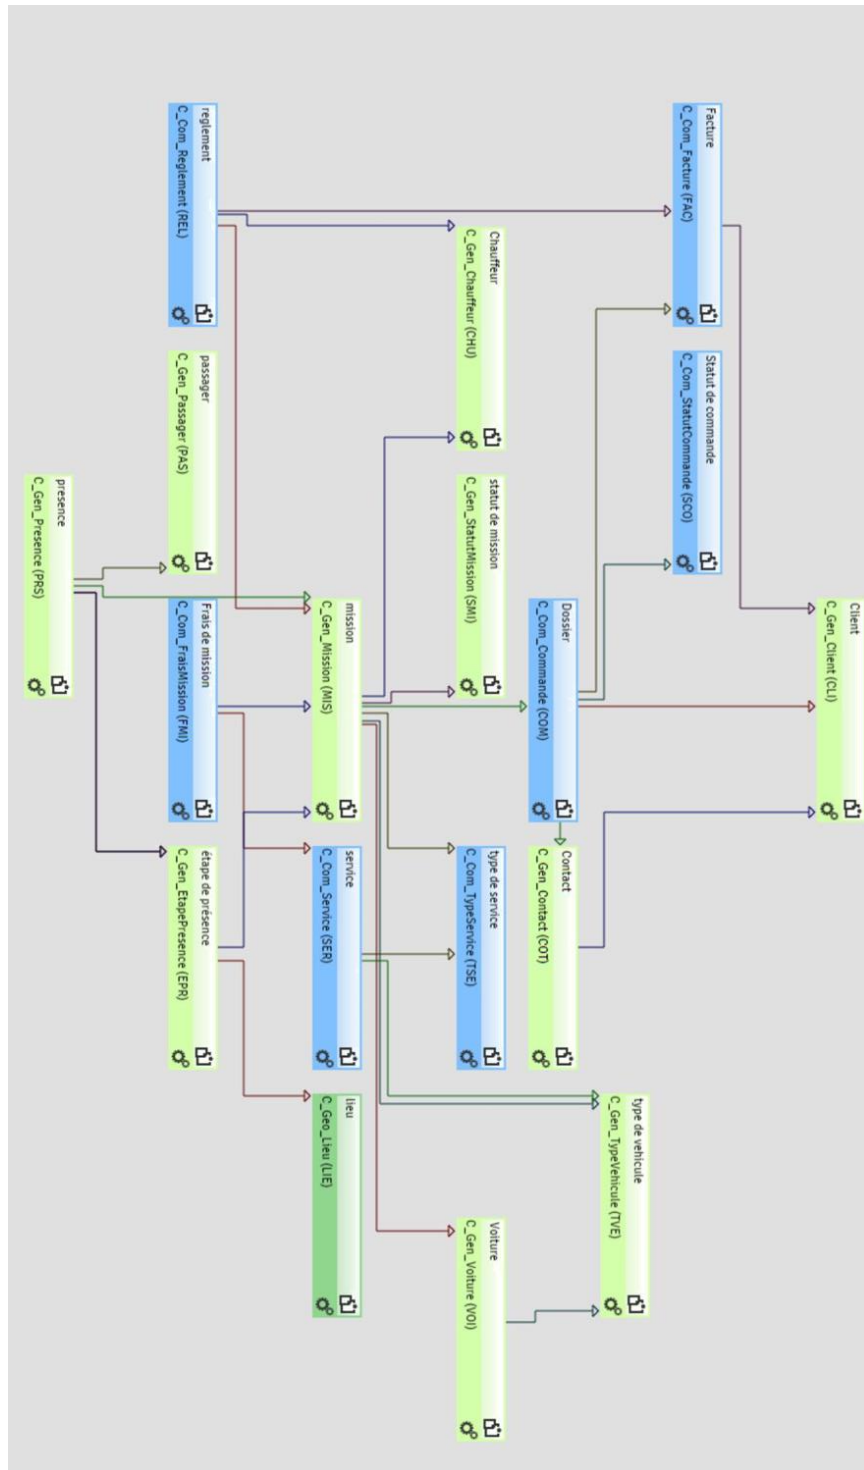 Client
C_Gen_Client (CLI)
Facture
C_Com_Facture (FAC)
Statut de commande
C_Com_StatutCommande (SCO)
type de vehicule
C_Gen_TypeVehicule (TVE)
Dossier
C_Com_Commande (COM)
Contact
C_Gen_Contact (COT)
Chauffeur
C_Gen_Chauffeur (CHU)
statut de mission
C_Gen_StatutMission (SMI)
type de service
C_Com_TypeService (TSE)
Voiture
C_Gen_Voiture (VOI)
mission
C_Gen_Mission (MIS)
service
C_Com_Service (SER)
lieu
C_Geo_Lieu (LIE)
reglement
C_Com_Reglement (REL)
passager
C_Gen_Passager (PAS)
Frais de mission
C_Com_FraisMission (FMI)
étape de présence
C_Gen_EtapePresence (EPR)
presence
C_Gen_Presence (PRS)